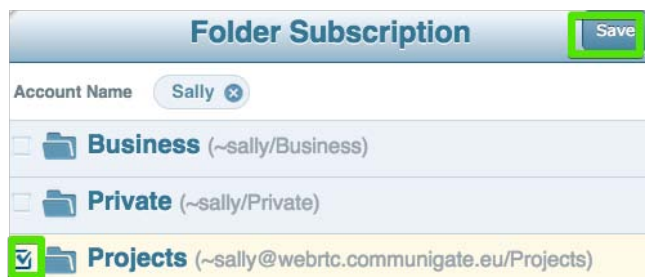 Folder Subscription Save
Account Name Sally
Business (~sally/Business)
Private (~sally/Private)
Projects (~sally@webrtc.communigate.eu/Projects)